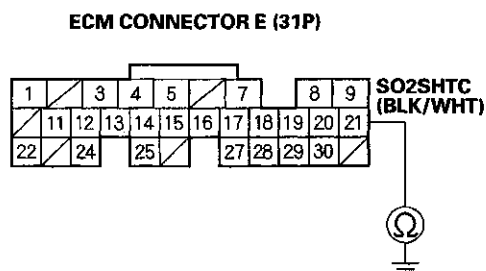 ECM CONNECTOR E (31P)
1 3 4 5 7 8 9
SO2SHTC
(BLK/WHT)
11 12 13 14 15 16 17 18 19 20 21
22 24 25 27 28 29 30
Ω